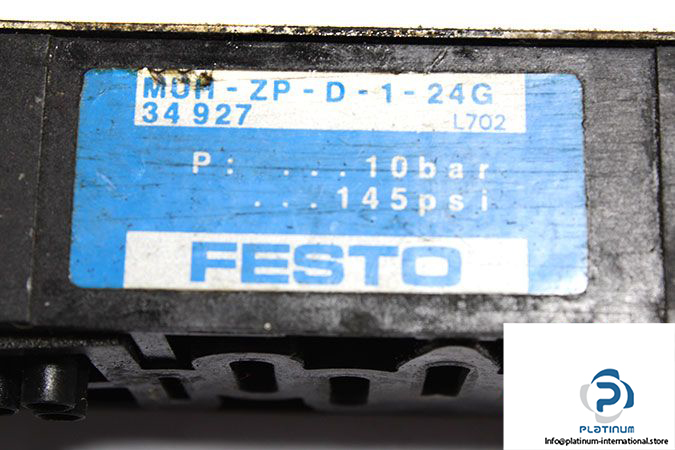 MUH-ZP-D-1-24G
34 927
L702
P: ...10bar
...145psi
FESTO
PLATINUM
Info@platinum-international.store